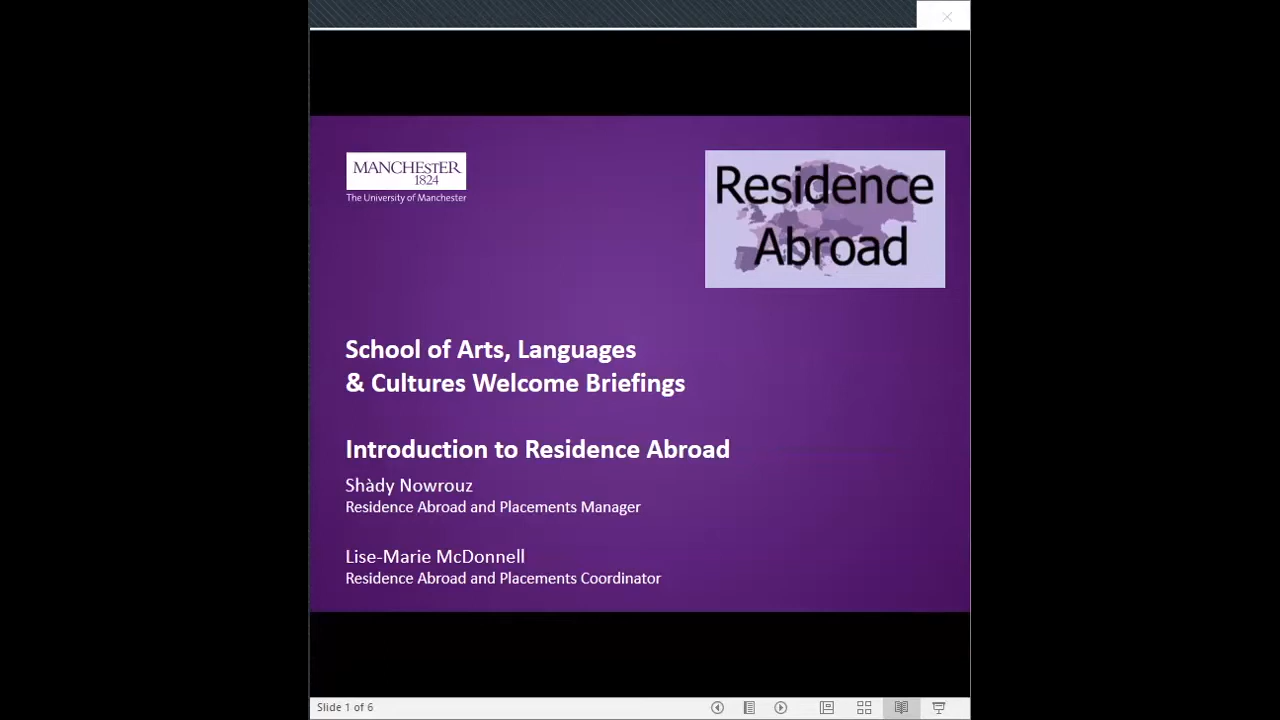 MANCHESTER
1824
The University of Manchester
Residence
Abroad
School of Arts, Languages
& Cultures Welcome Briefings
Introduction to Residence Abroad
Shàdy Nowrouz
Residence Abroad and Placements Manager
Lise-Marie McDonnell
Residence Abroad and Placements Coordinator
Slide 1 of 6